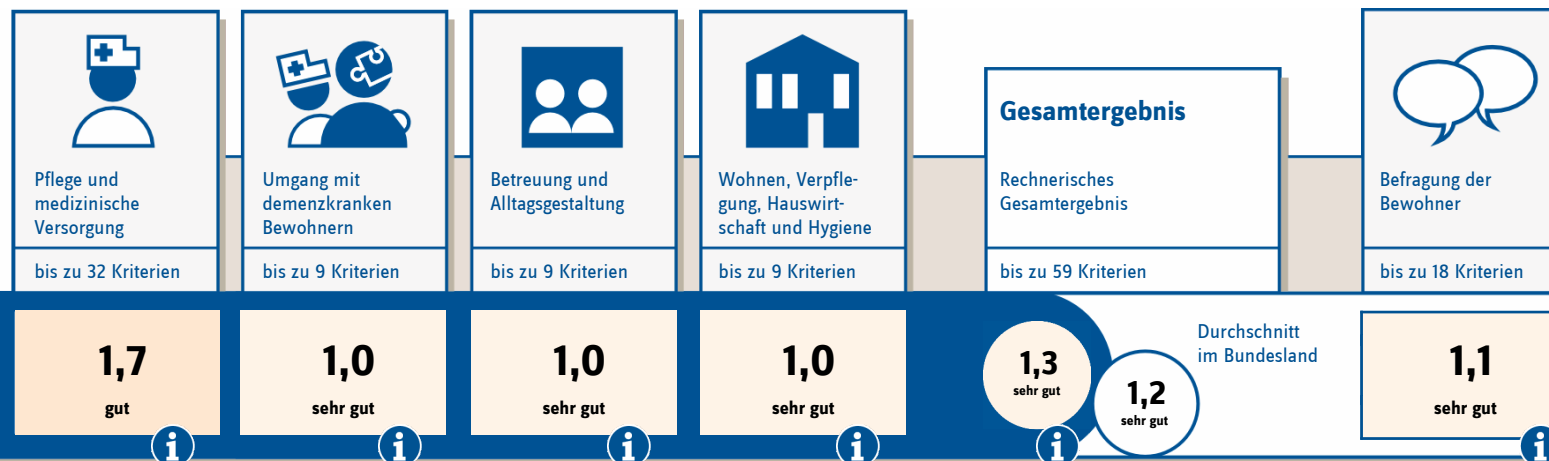 Pflege und
medizinische
Versorgung
bis zu 32 Kriterien
1,7
gut
i
Umgang mit
demenzkranken
Bewohnern
bis zu 9 Kriterien
1,0
sehr gut
i
Betreuung und
Alltagsgestaltung
bis zu 9 Kriterien
1,0
sehr gut
i
Wohnen, Verpfle-
gung, Hauswirt-
schaft und Hygiene
bis zu 9 Kriterien
1,0
sehr gut
i
Gesamtergebnis
Rechnerisches
Gesamtergebnis
bis zu 59 Kriterien
1,3
sehr gut
i
1,2
sehr gut
Durchschnitt
im Bundesland
Befragung der
Bewohner
bis zu 18 Kriterien
1,1
sehr gut
i